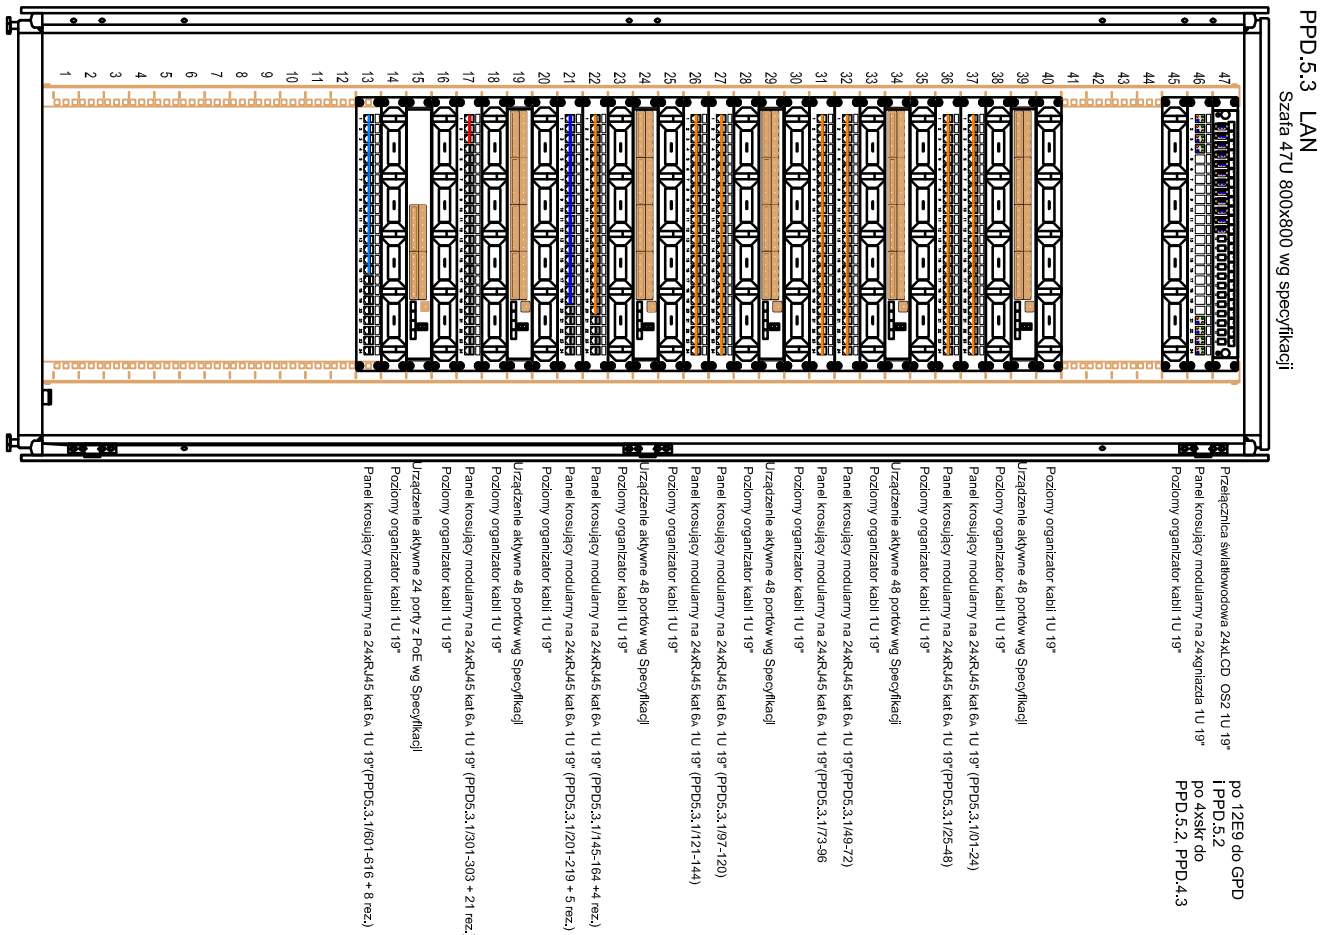 PPD.5.3 LAN
Szafa 47U 800x800 wg specyfikacji
47
46
45
44
43
42
41
40
39
38
37
36
35
34
33
32
31
30
29
28
27
26
25
24
23
22
21
20
19
18
17
16
15
14
13
12
11
10
9
8
7
6
5
4
3
2
1
Przełącznica światłowodowa 24xLCD OS2 1U 19"
Panel krosujący modularny na 24xgniazda 1U 19"
Poziomy organizator kabli 1U 19"
po 12E9 do GPD
i PPD.5.2
po 4xskr do
PPD.5.2, PPD.4.3
Poziomy organizator kabli 1U 19"
Urządzenie aktywne 48 portów wg Specyfikacji
Poziomy organizator kabli 1U 19"
Panel krosujący modularny na 24xRJ45 kat 6A 1U 19" (PPD5.3.1/01-24)
Panel krosujący modularny na 24xRJ45 kat 6A 1U 19"(PPD5.3.1/25-48)
Poziomy organizator kabli 1U 19"
Urządzenie aktywne 48 portów wg Specyfikacji
Poziomy organizator kabli 1U 19"
Panel krosujący modularny na 24xRJ45 kat 6A 1U 19"(PPD5.3.1/49-72)
Panel krosujący modularny na 24xRJ45 kat 6A 1U 19"(PPD5.3.1/73-96
Poziomy organizator kabli 1U 19"
Urządzenie aktywne 48 portów wg Specyfikacji
Poziomy organizator kabli 1U 19"
Panel krosujący modularny na 24xRJ45 kat 6A 1U 19" (PPD5.3.1/97-120)
Panel krosujący modularny na 24xRJ45 kat 6A 1U 19" (PPD5.3.1/121-144)
Poziomy organizator kabli 1U 19"
Urządzenie aktywne 48 portów wg Specyfikacji
Poziomy organizator kabli 1U 19"
Panel krosujący modularny na 24xRJ45 kat 6A 1U 19" (PPD5.3.1/145-164 +4 rez.)
Panel krosujący modularny na 24xRJ45 kat 6A 1U 19" (PPD5.3.1/201-219 + 5 rez.)
Poziomy organizator kabli 1U 19"
Urządzenie aktywne 48 portów wg Specyfikacji
Poziomy organizator kabli 1U 19"
Panel krosujący modularny na 24xRJ45 kat 6A 1U 19" (PPD5.3.1/301-303 + 21 rez.
Poziomy organizator kabli 1U 19"
Urządzenie aktywne 24 porty z PoE wg Specyfikacji
Poziomy organizator kabli 1U 19"
Panel krosujący modularny na 24xRJ45 kat 6A 1U 19"(PPD5.3.1/601-616 + 8 rez.)